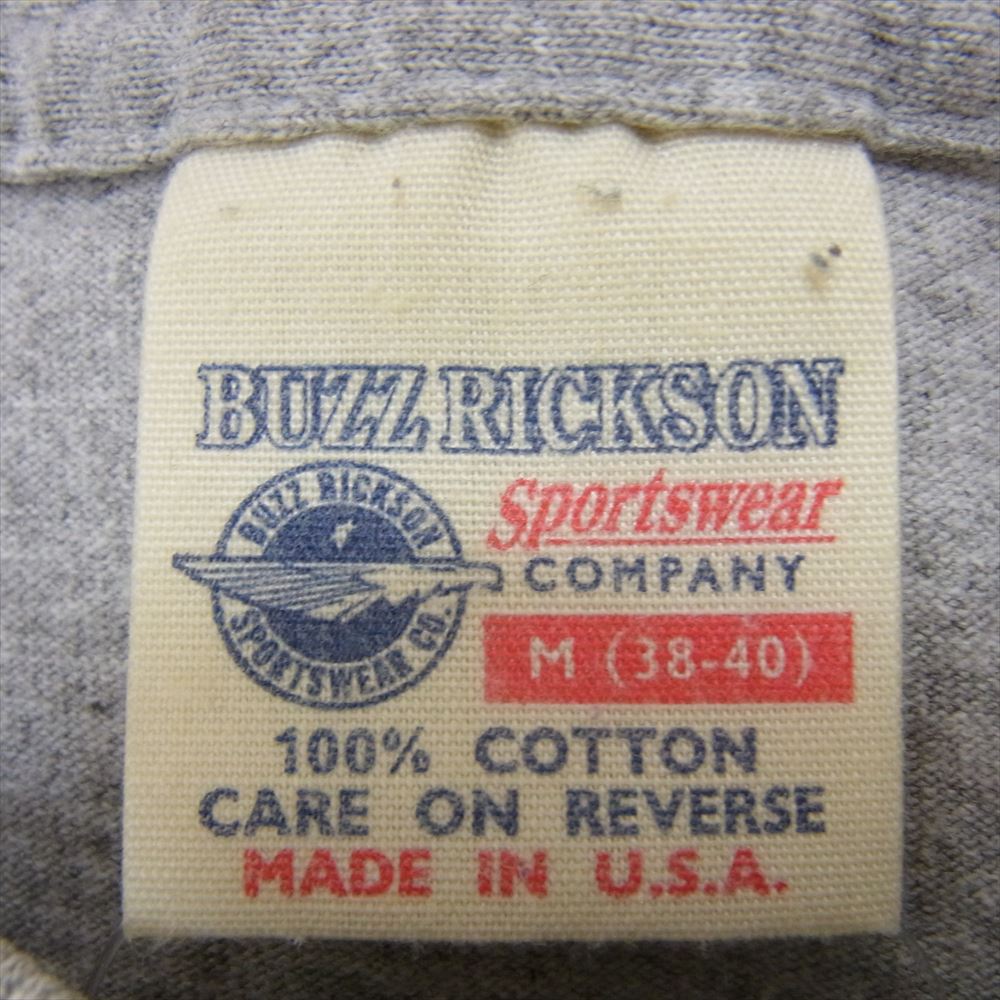 BUZZ RICKSON
BUZZ RICKSON
SPORTSWEAR CO.
Sportswear
COMPANY
M (38-40)
100% COTTON
CARE ON REVERSE
MADE IN U.S.A.